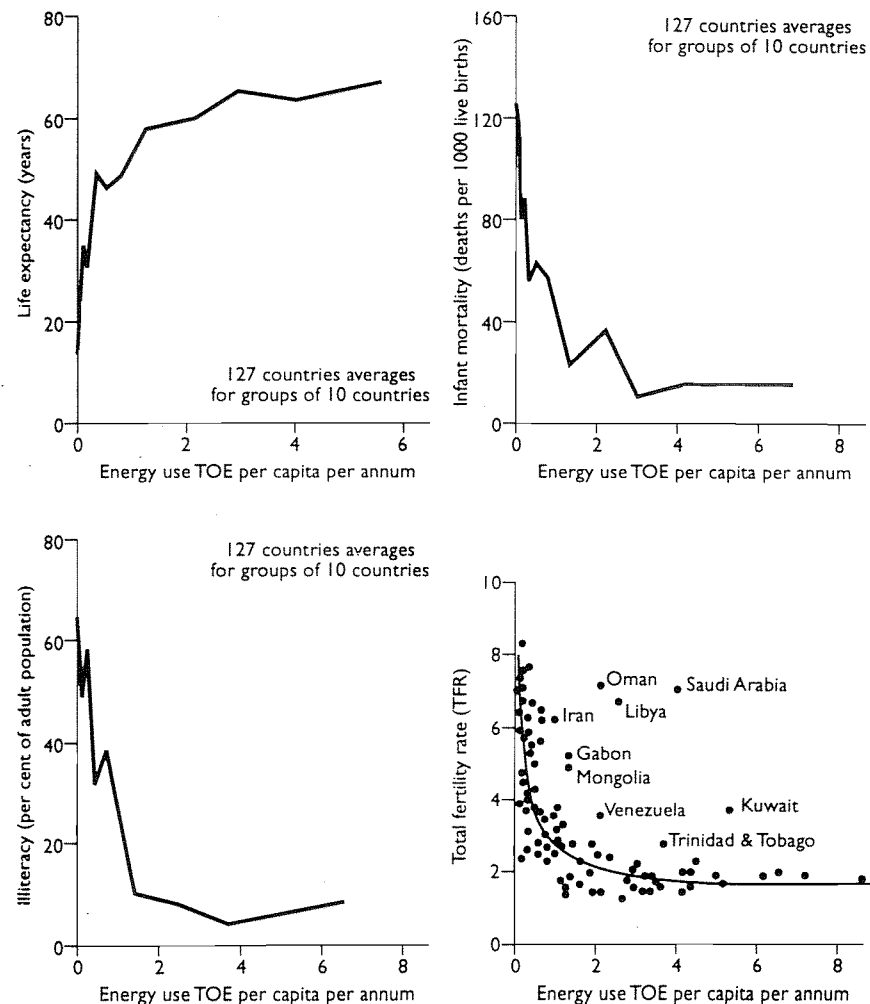 80
60
40
20
0
Life expectancy (years)
127 countries averages
for groups of 10 countries
0 2 4 6
Energy use TOE per capita per annum
160
120
80
40
0
Infant mortality (deaths per 1000 live births)
127 countries averages
for groups of 10 countries
0 2 4 6 8
Energy use TOE per capita per annum
80
60
40
20
0
Illiteracy (per cent of adult population)
127 countries averages
for groups of 10 countries
0 2 4 6 8
Energy use TOE per capita per annum
10
8
6
4
2
0
Total fertility rate (TFR)
Oman
Saudi Arabia
Iran
Libya
Gabon
Mongolia
Venezuela
Kuwait
Trinidad & Tobago
0 2 4 6 8
Energy use TOE per capita per annum